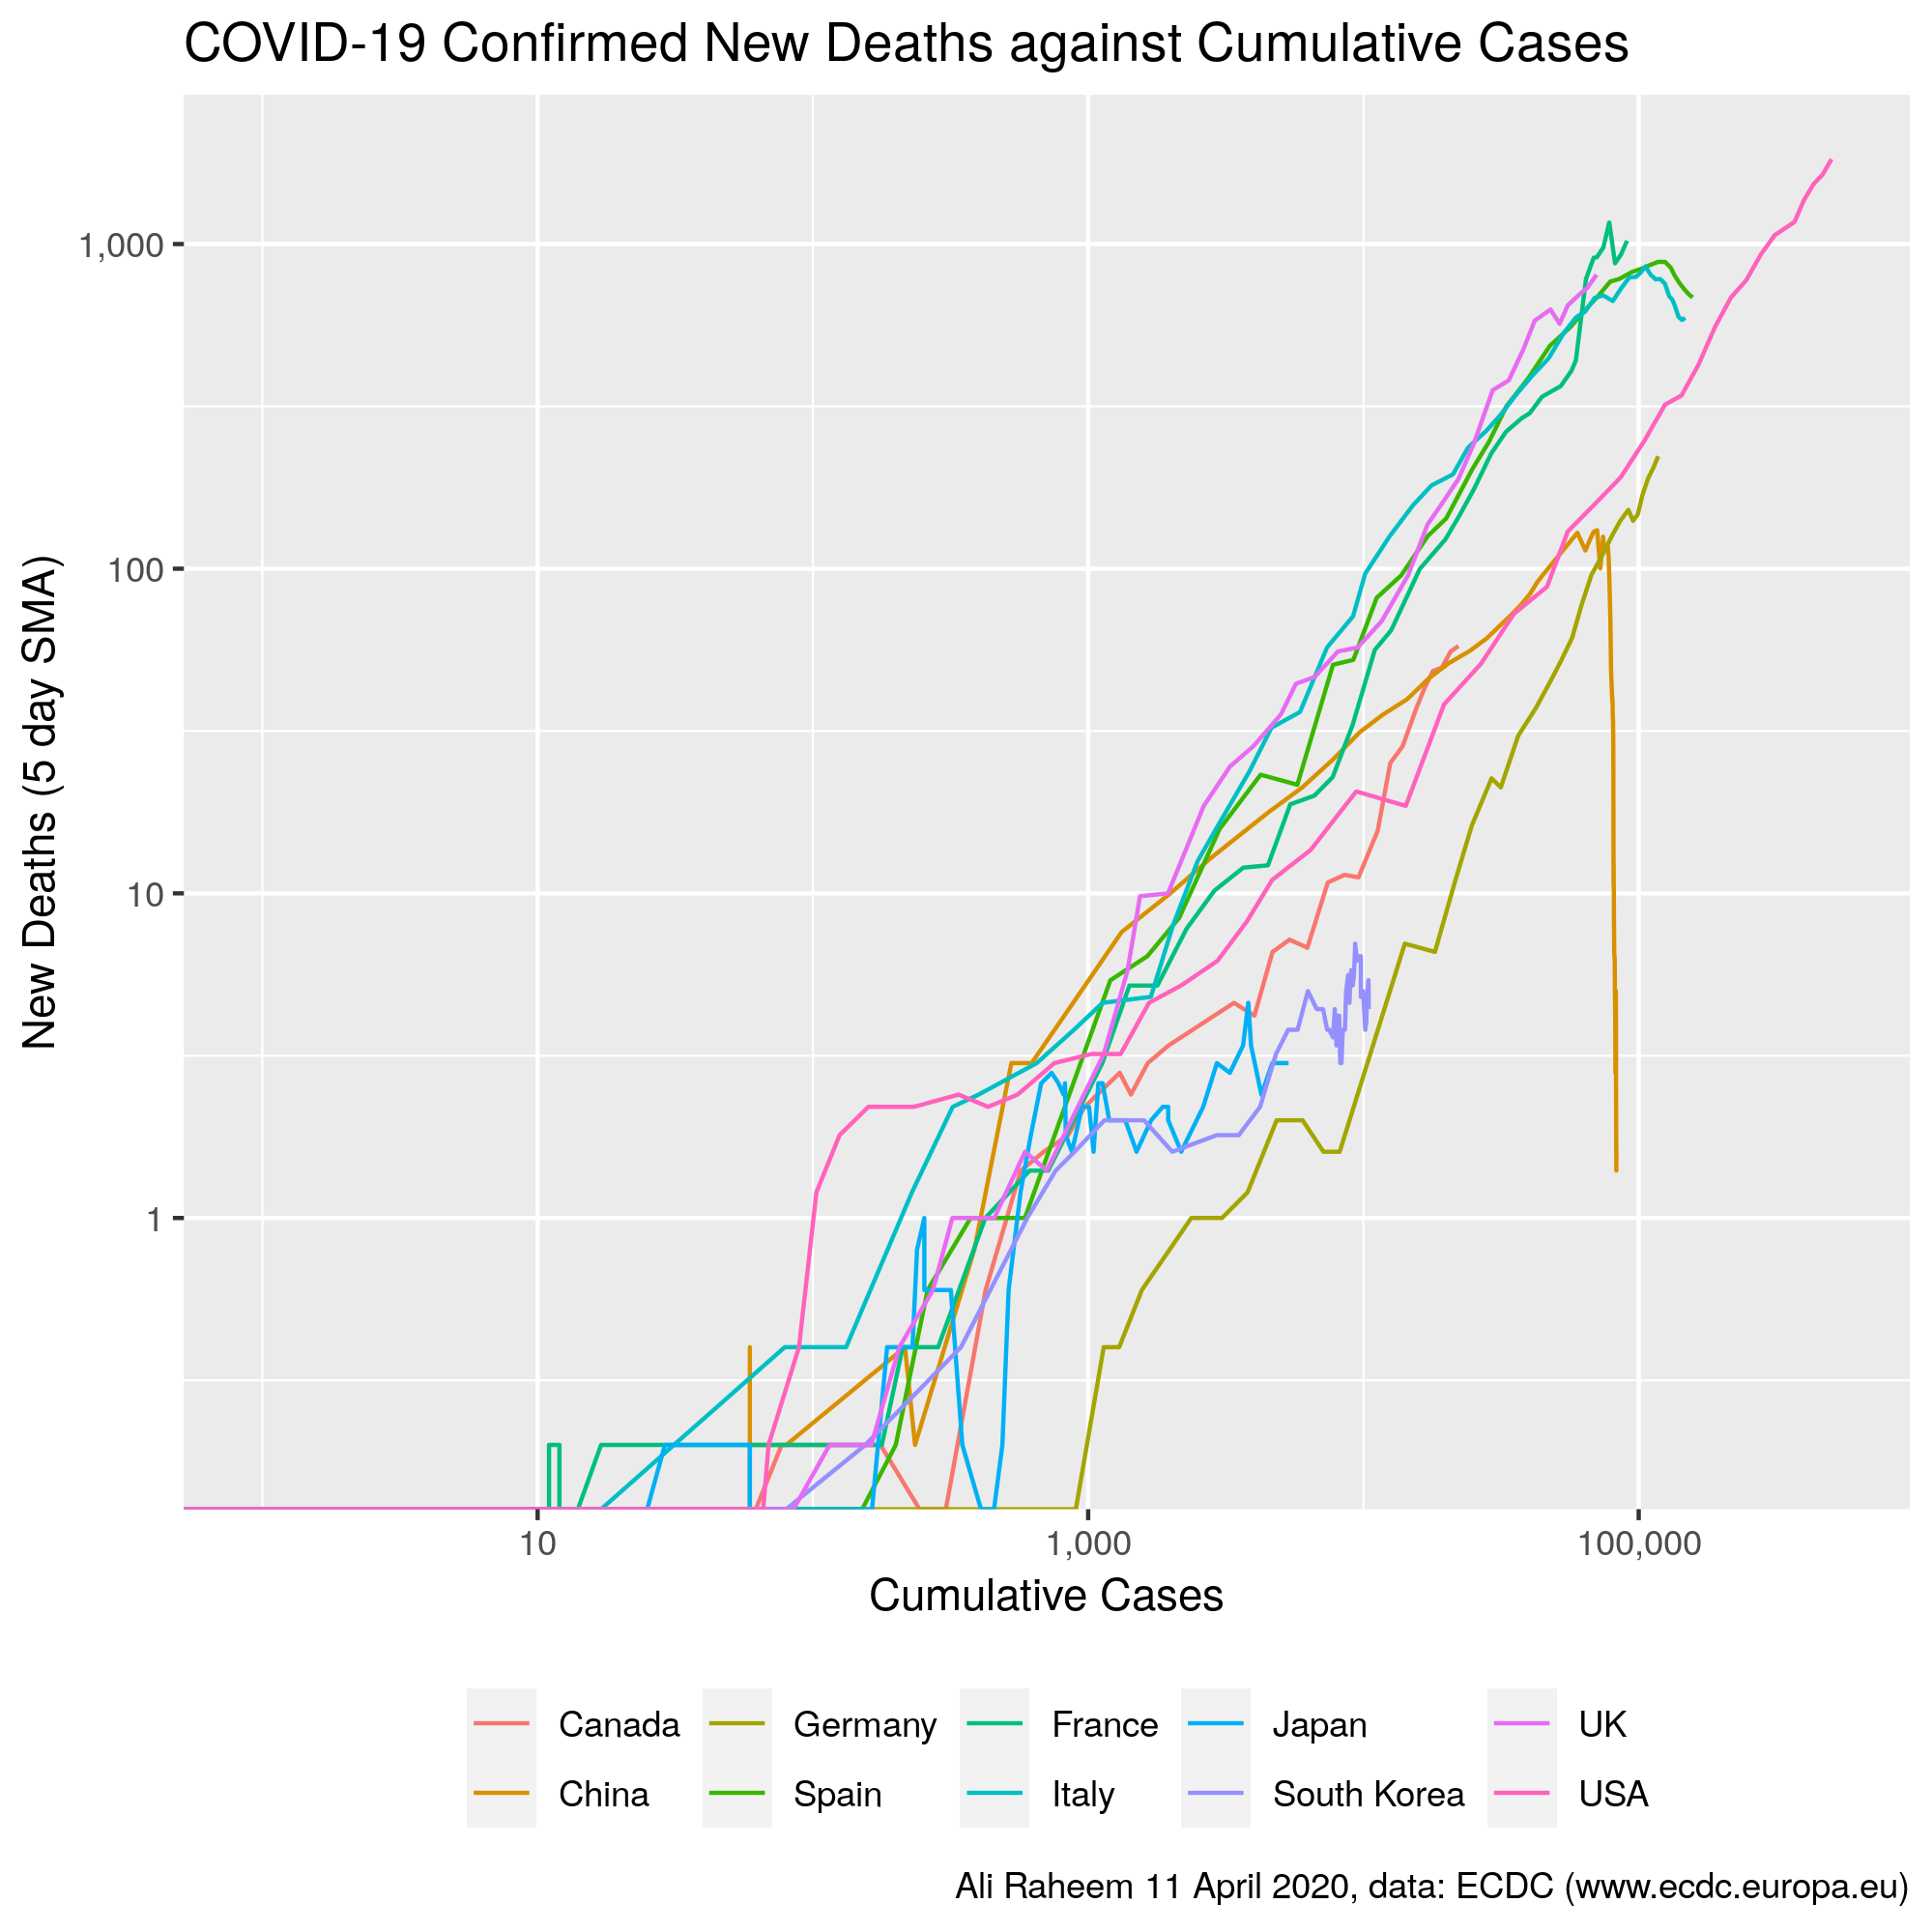 COVID-19 Confirmed New Deaths against Cumulative Cases
New Deaths (5 day SMA)
1,000
100
10
1
10 1,000 100,000
Cumulative Cases
Canada Germany France Japan UK
China Spain Italy South Korea USA
Ali Raheem 11 April 2020, data: ECDC (www.ecdc.europa.eu)